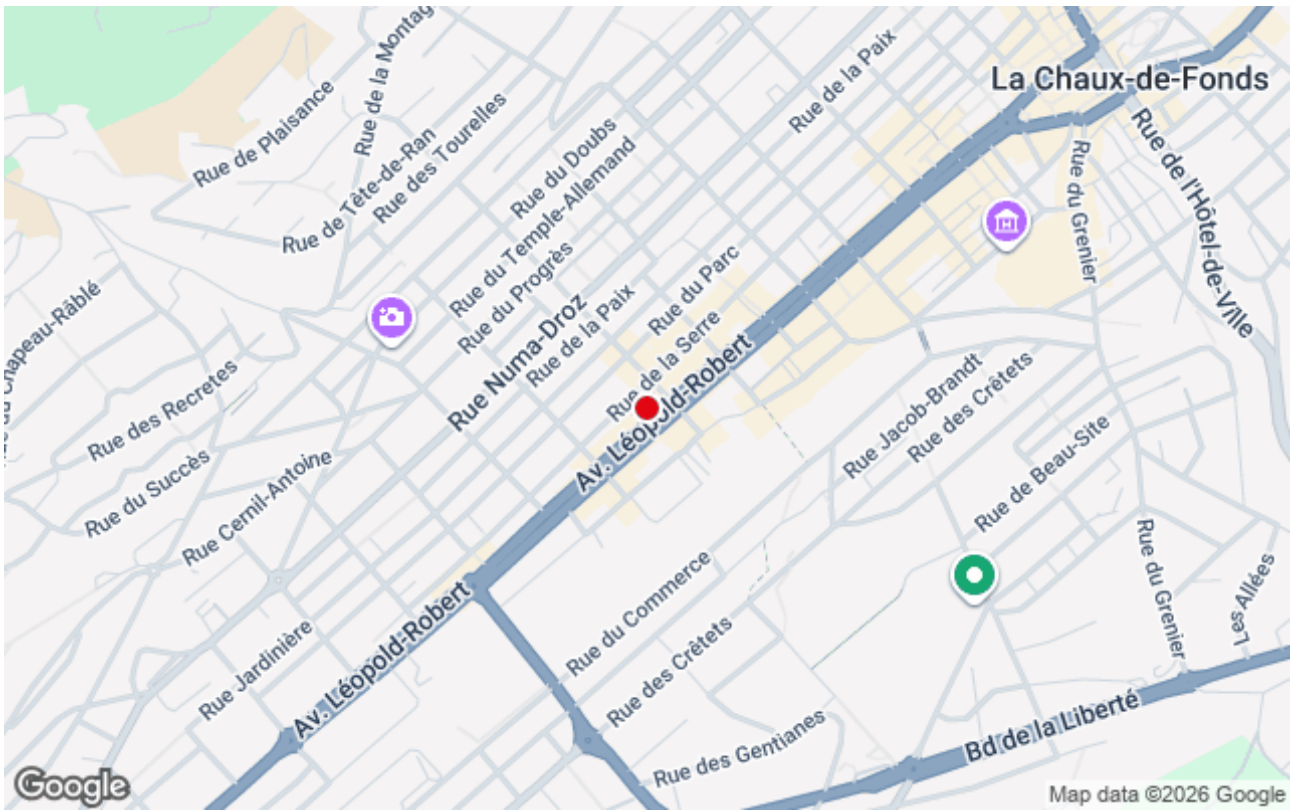 Rue de la Montag
Rue de la Paix
La Chaux-de-Fonds
Rue de Plaisance
Rue des Tourelles
Rue du Doubs
Rue de Tête-de-Ran
Rue du Temple-Allemand
Rue de l'Hôtel-de-Ville
Rue du Grenier
Rue du Progrès
Rue du Parc
Rue de la Paix
Rue Numa-Droz
Rue de la Serre
Chapeau-Râblé
Rue des Recretes
Av. Léopold-Robert
Rue Jacob-Brandt
Rue des Crêtets
Rue de Beau-Site
Rue du Succès
Rue Cernil-Antoine
Rue du Commerce
Rue du Grenier
Les Allées
Rue Jardinière
Av. Léopold-Robert
Rue des Crêtets
Rue des Gentianes
Bd de la Liberté
Google
Map data ©2026 Google